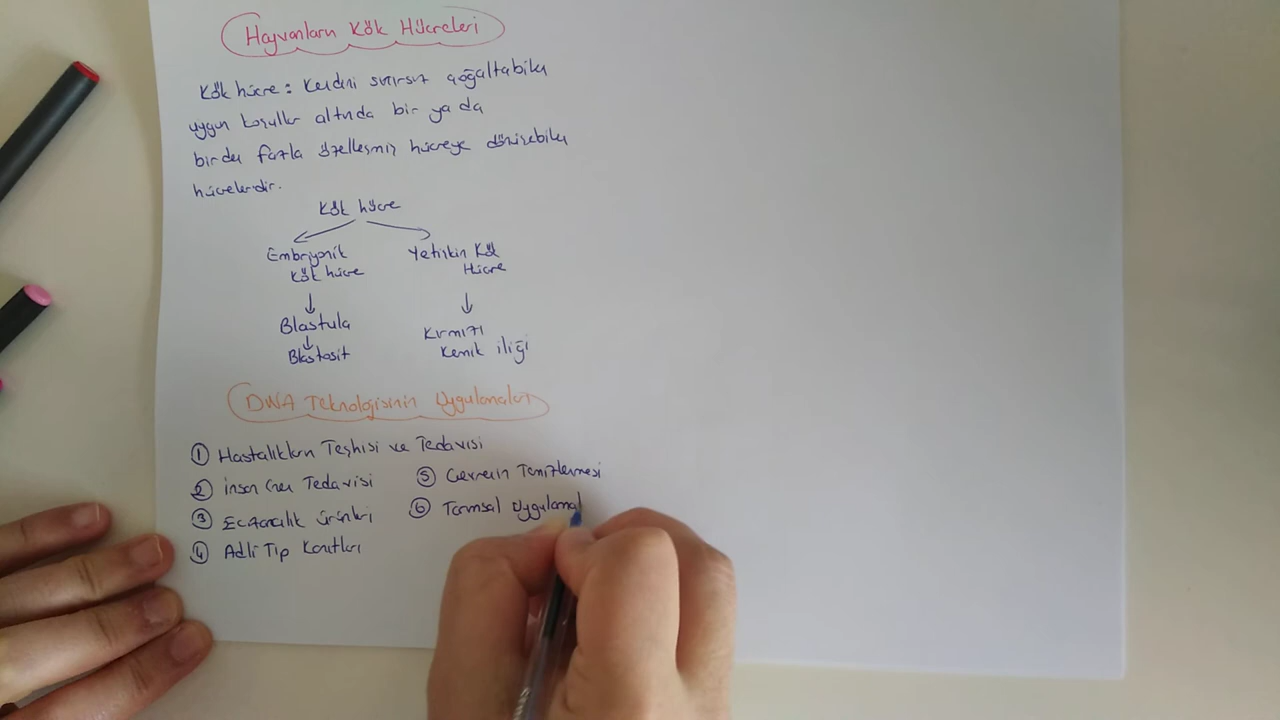 Hayvanların Kök Hücreleri
Kök hücre: Kendini sınırsız çoğaltabilen
uygun koşullar altında bir ya da
birden fazla özelleşmiş hücreye dönüşebilen
hücrelerdir.
Kök hücre
Embriyonik Kök hücre
Yetişkin Kök Hücre
Blastula
Blastosit
Kırmızı Kemik iliği
DNA Teknolojisinin Uygulamaları
1 Hastalıkların Teşhisi ve Tedavisi
2 İnsan Gen Tedavisi
3 Eczacılık ürünleri
4 Adli Tıp Kanıtları
5 Çevrenin Temizlenmesi
6 Tarımsal Uygulamal